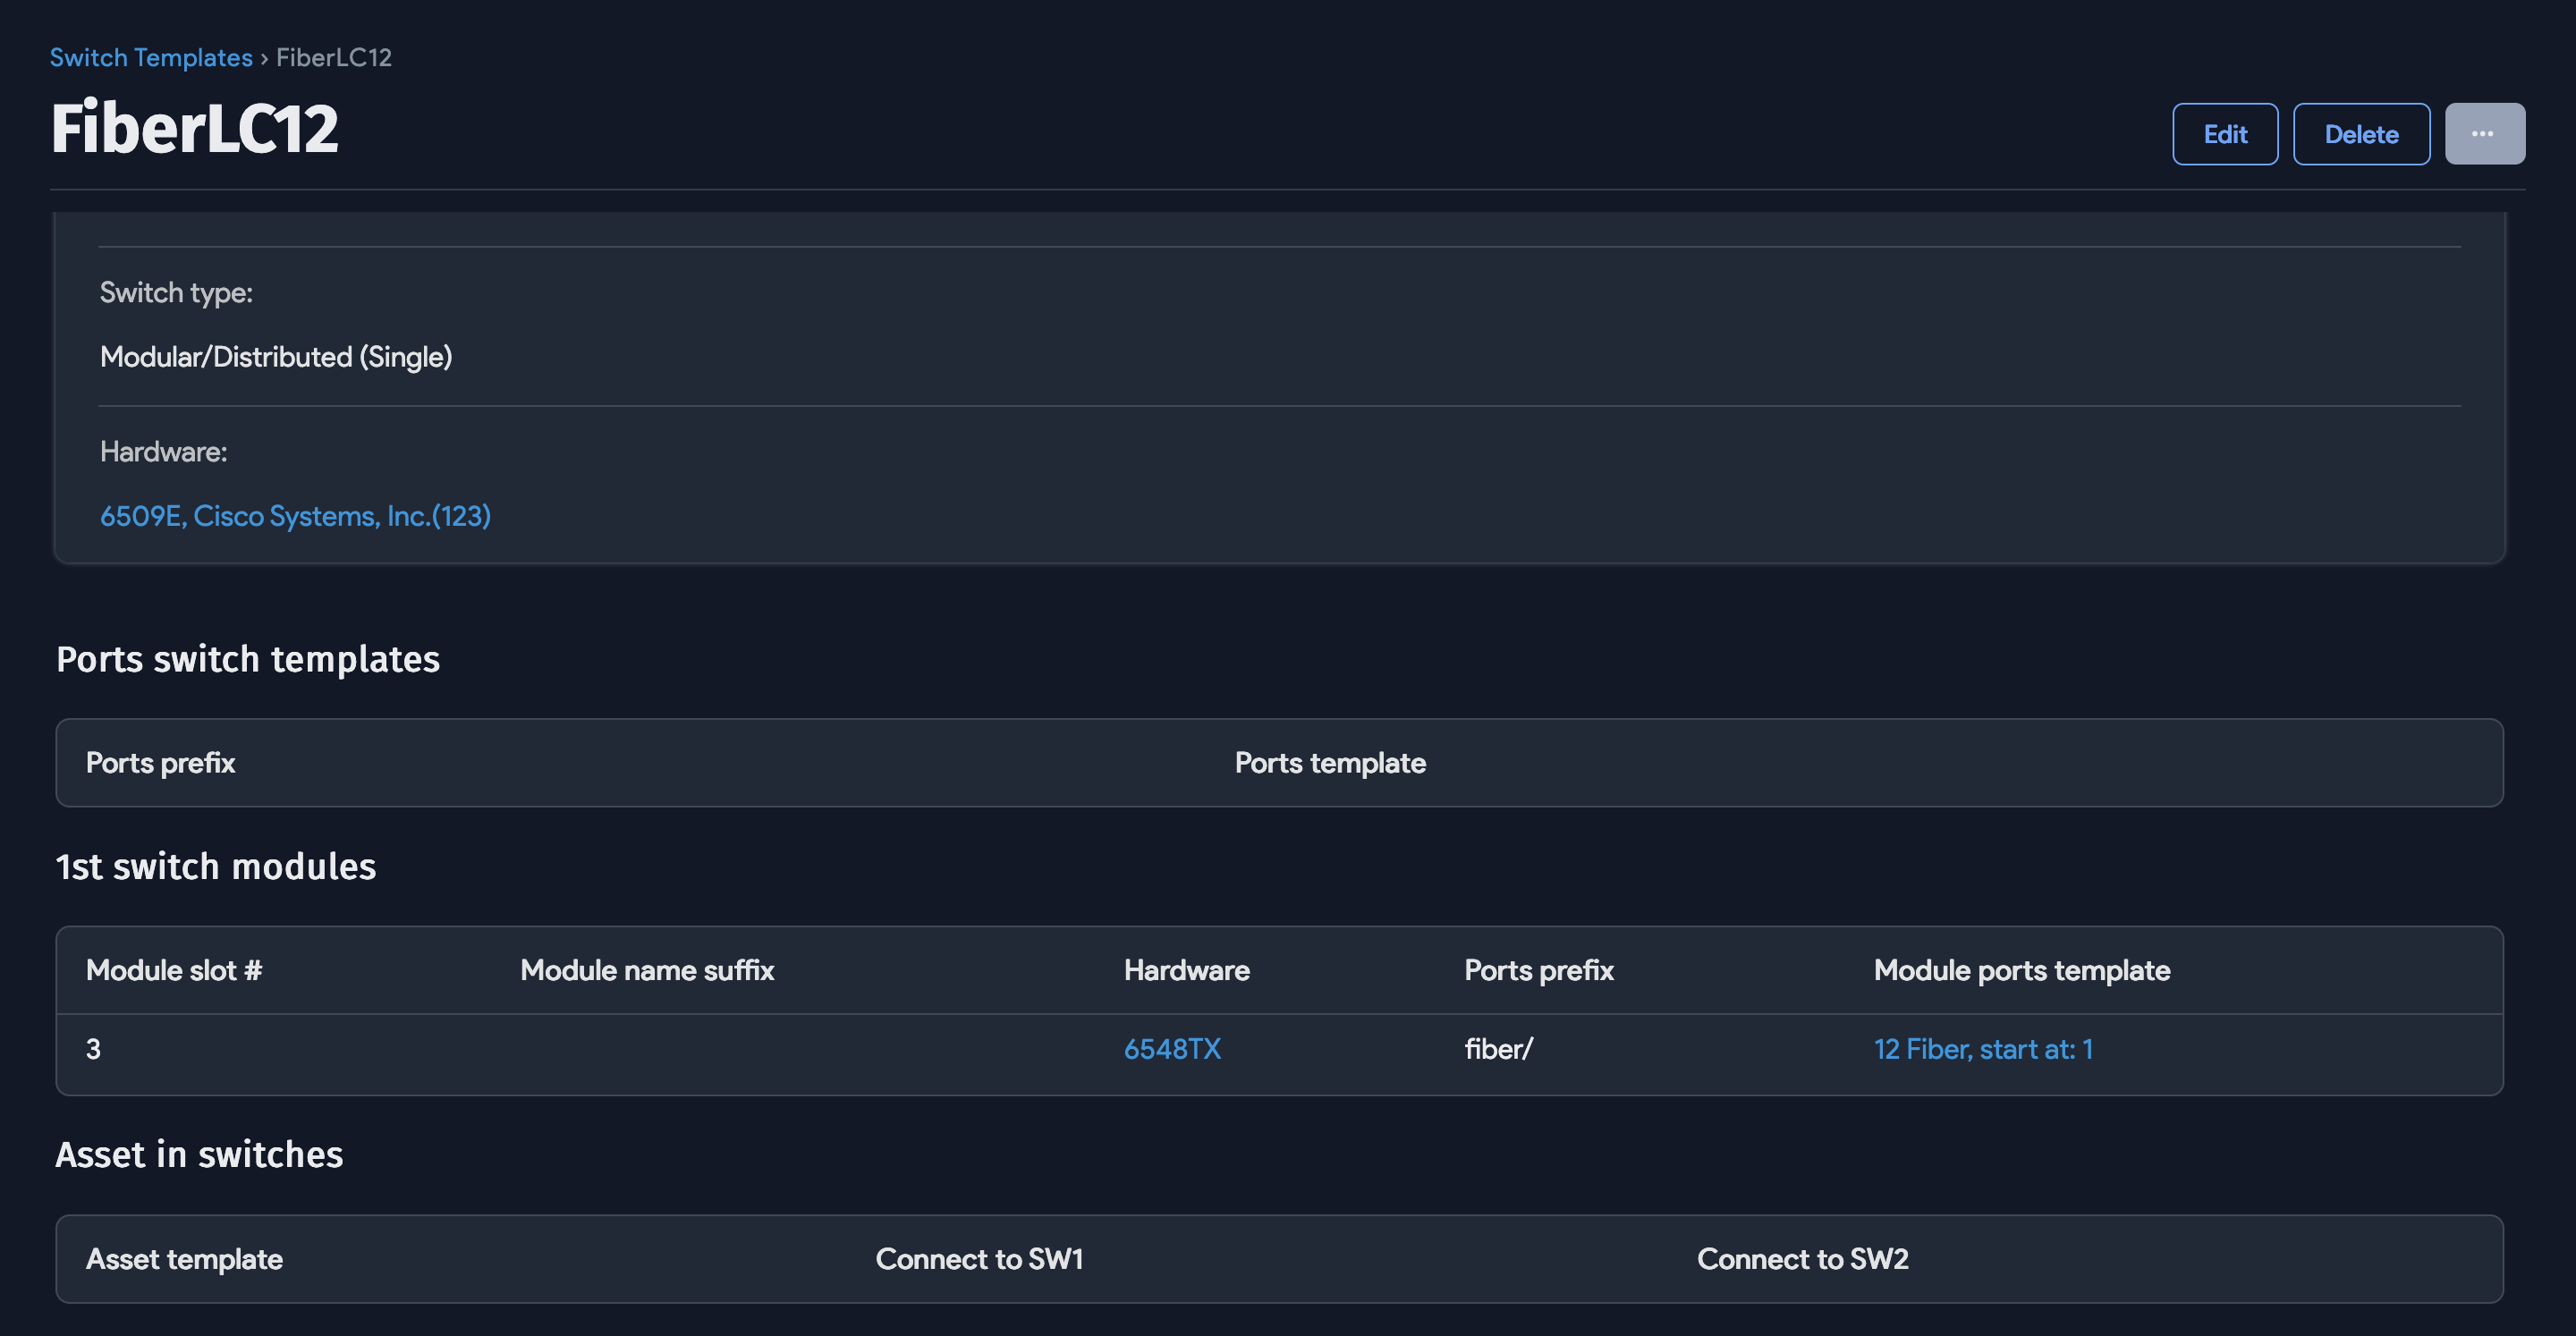 Switch Templates › FiberLC12
FiberLC12
Edit
Delete
...
Switch type:
Modular/Distributed (Single)
Hardware:
6509E, Cisco Systems, Inc.(123)
Ports switch templates
Ports prefix
Ports template
1st switch modules
Module slot #
Module name suffix
Hardware
Ports prefix
Module ports template
3
6548TX
fiber/
12 Fiber, start at: 1
Asset in switches
Asset template
Connect to SW1
Connect to SW2